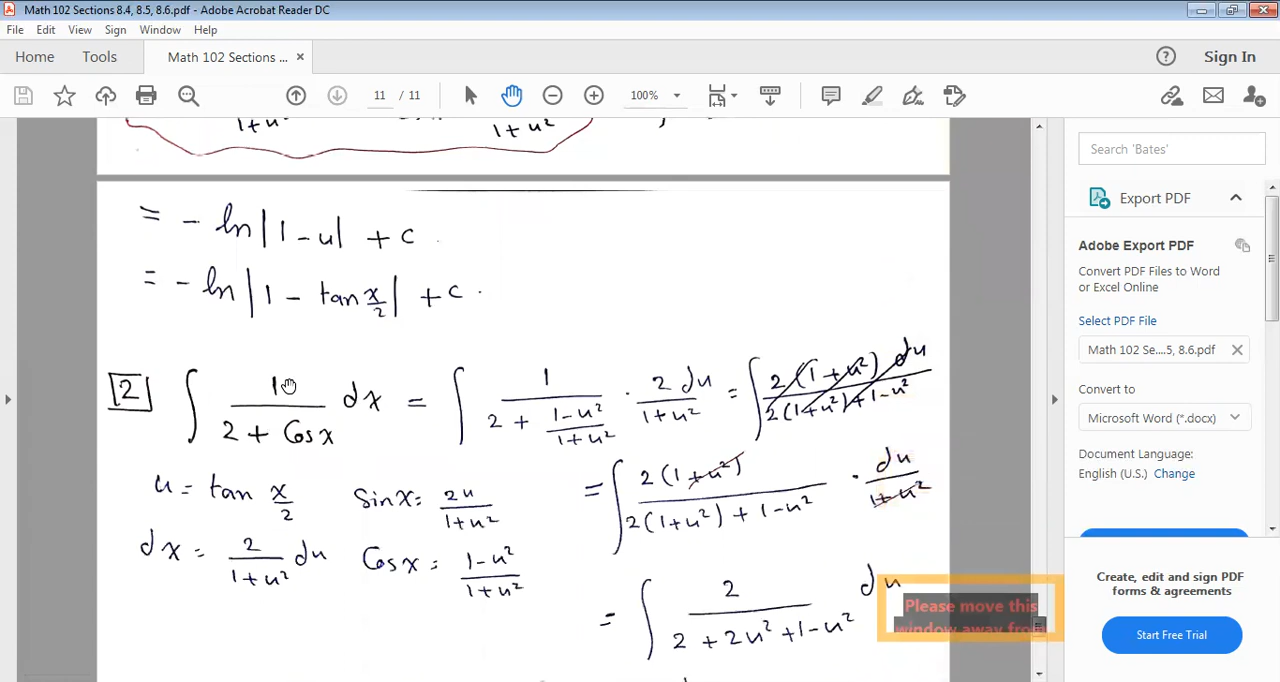 Math 102 Sections 8.4, 8.5, 8.6.pdf - Adobe Acrobat Reader DC
File Edit View Sign Window Help
Home Tools Math 102 Sections ... × ? Sign In
11 / 11 100%
1+u² 1+u²
= - ln|1-u| + c.
= - ln|1 - tan x/2| + c.
2 ∫ 1/(2 + Cosx) dx = ∫ 1/(2 + (1-u²)/(1+u²)) · 2 du/(1+u²) = ∫ 2(1+u²) du/(2(1+u²)+1-u²)
= ∫ 2(1+u²)/(2(1+u²)+1-u²) · du/(1+u²)
u = tan x/2 Sinx = 2u/(1+u²)
dx = 2/(1+u²) du Cosx = (1-u²)/(1+u²)
= ∫ 2/(2+2u²+1-u²) du
Please move this
window away from
Search 'Bates'
Export PDF
Adobe Export PDF
Convert PDF Files to Word
or Excel Online
Select PDF File
Math 102 Se....5, 8.6.pdf ×
Convert to
Microsoft Word (*.docx)
Document Language:
English (U.S.) Change
Create, edit and sign PDF
forms & agreements
Start Free Trial